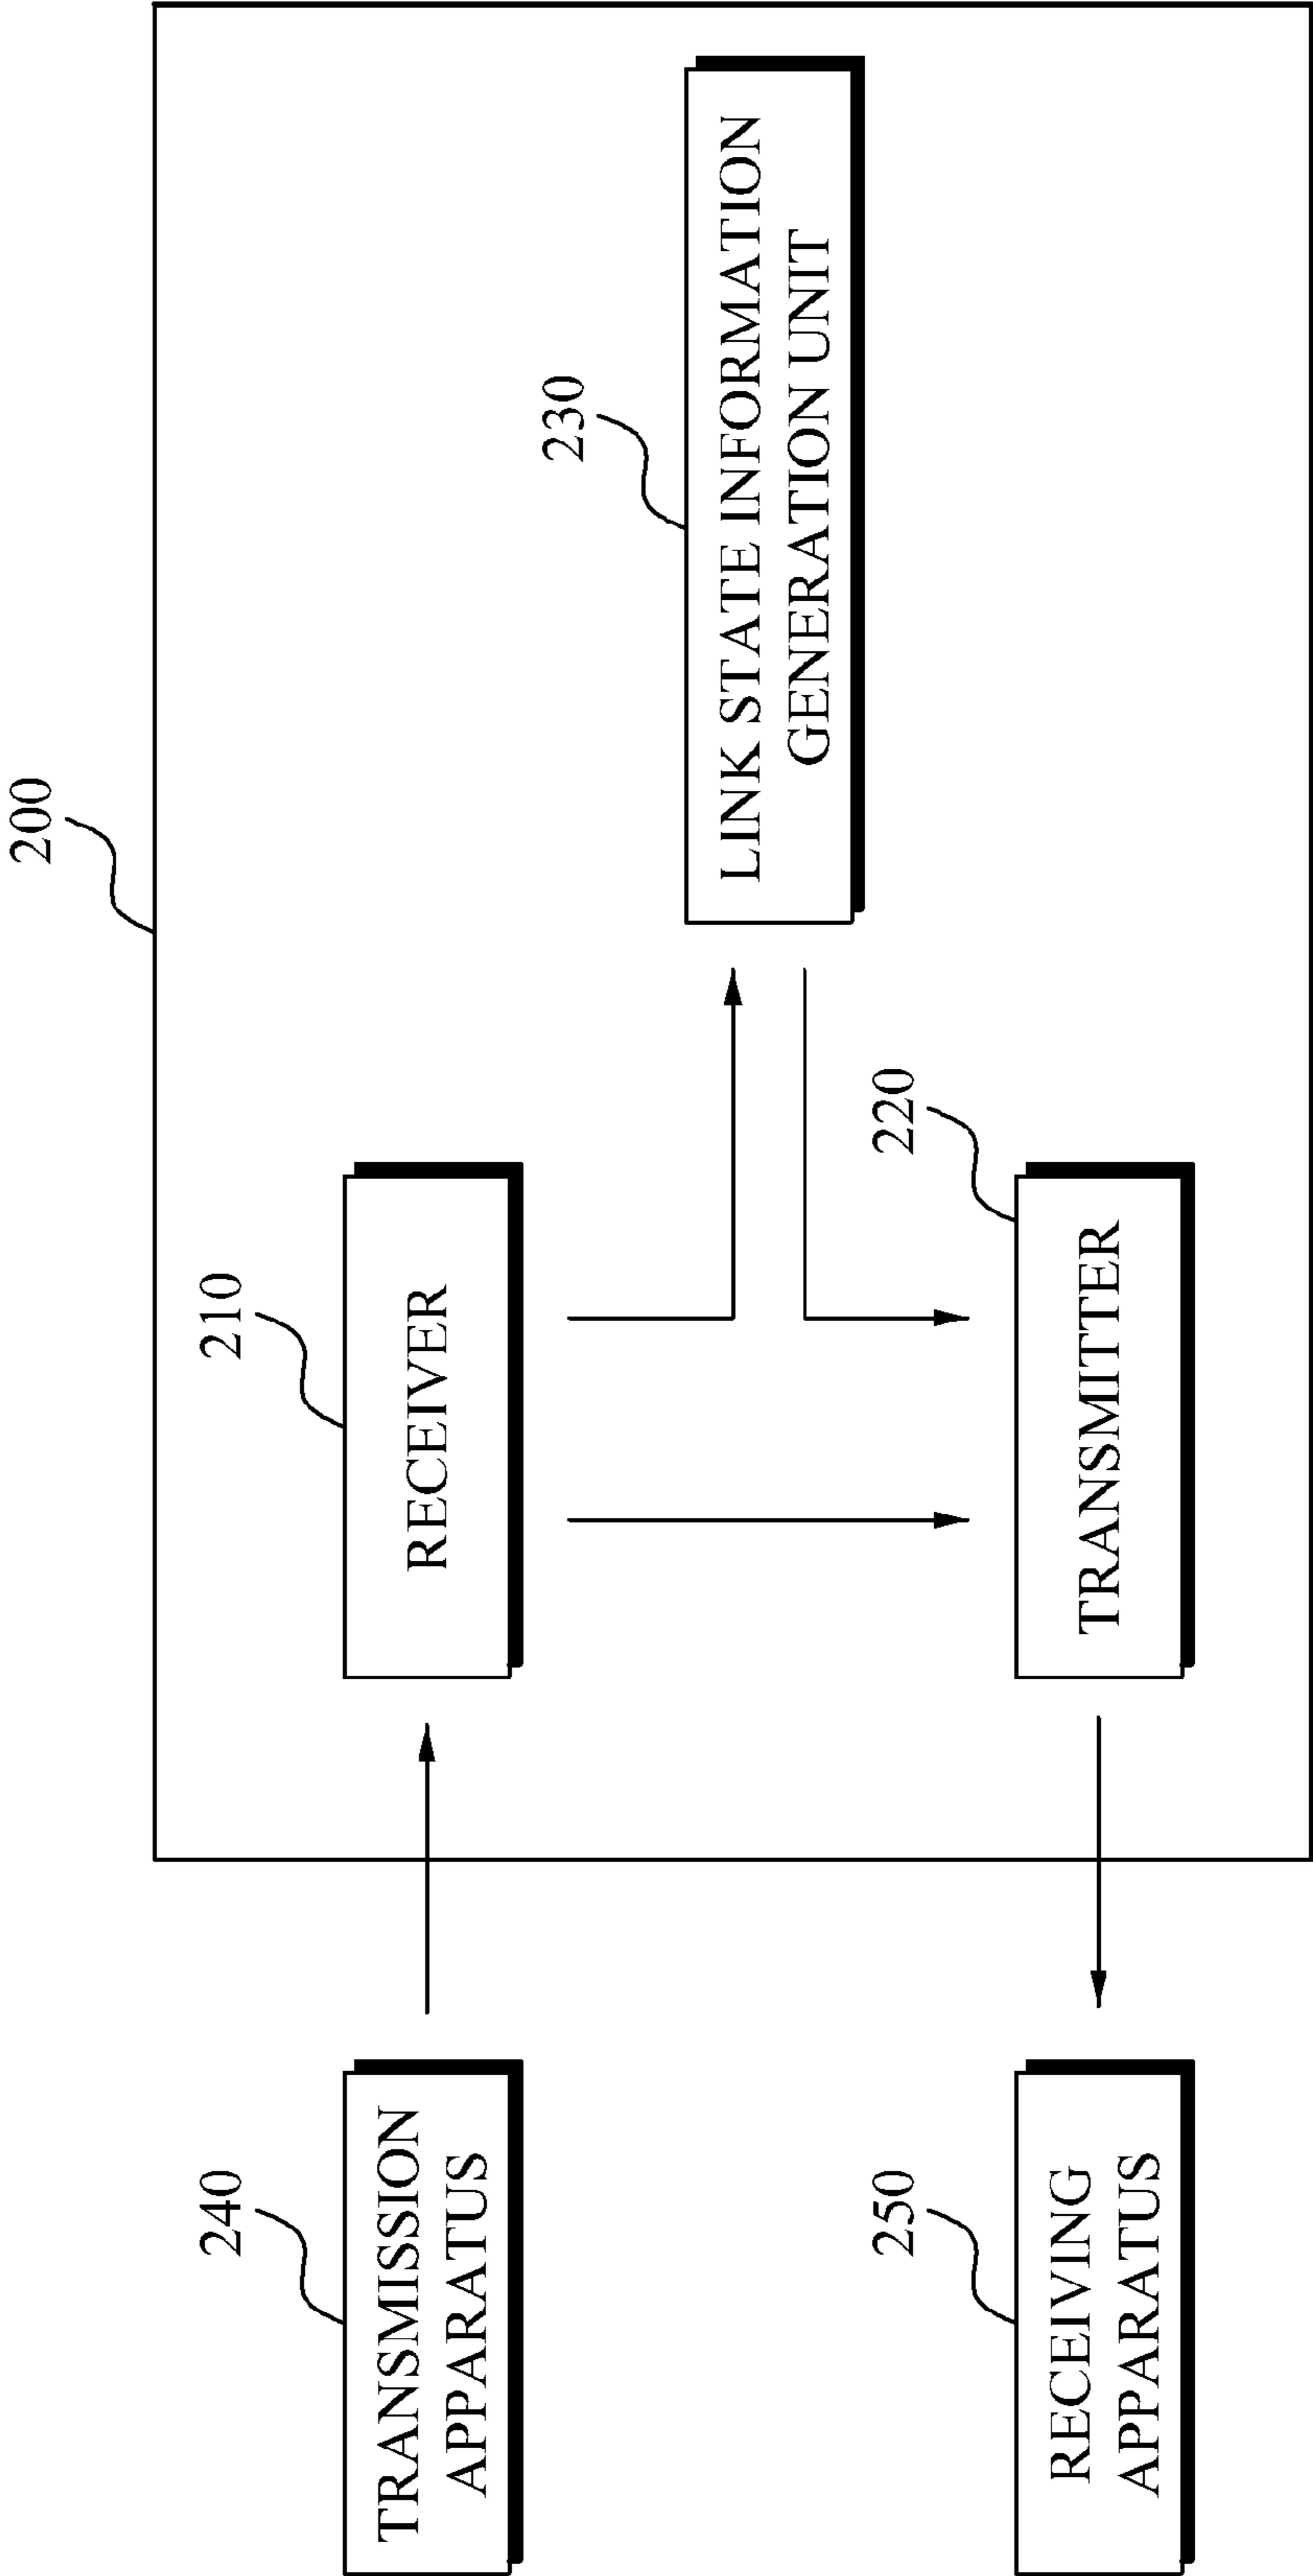 200
240
TRANSMISSION
APPARATUS
210
RECEIVER
230
LINK STATE INFORMATION
GENERATION UNIT
250
RECEIVING
APPARATUS
220
TRANSMITTER